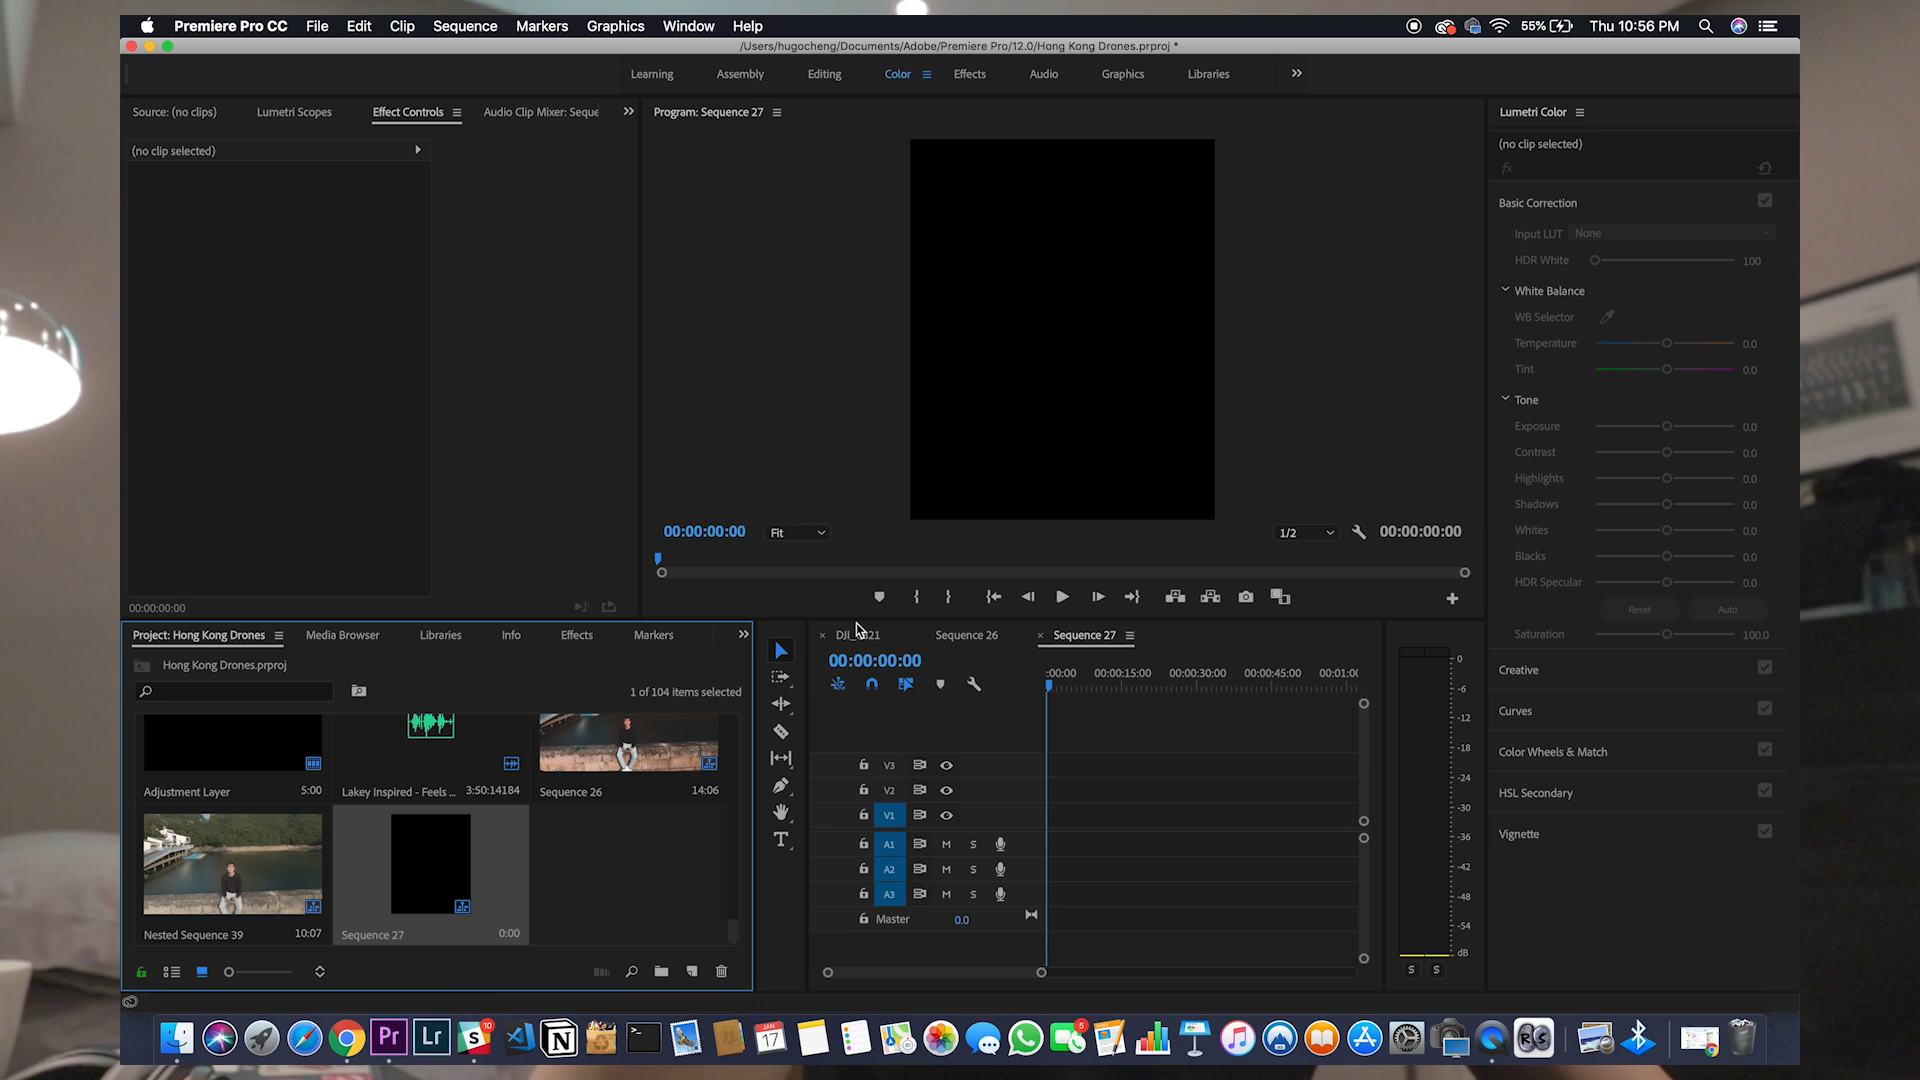 Premiere Pro CC File Edit Clip Sequence Markers Graphics Window Help
55% Thu 10:56 PM
/Users/hugocheng/Documents/Adobe/Premiere Pro/12.0/Hong Kong Drones.prproj *
Learning Assembly Editing Color Effects Audio Graphics Libraries
Source: (no clips) Lumetri Scopes Effect Controls Audio Clip Mixer: Seque
(no clip selected)
00:00:00:00
Program: Sequence 27
00:00:00:00 Fit 1/2 00:00:00:00
Lumetri Color
(no clip selected)
fx
Basic Correction
Input LUT None
HDR White 100
White Balance
WB Selector
Temperature 0.0
Tint 0.0
Tone
Exposure 0.0
Contrast 0.0
Highlights 0.0
Shadows 0.0
Whites 0.0
Blacks 0.0
HDR Specular 0.0
Reset Auto
Saturation 100.0
Creative
Curves
Color Wheels & Match
HSL Secondary
Vignette
Project: Hong Kong Drones Media Browser Libraries Info Effects Markers
Hong Kong Drones.prproj
1 of 104 items selected
Adjustment Layer 5:00
Lakey Inspired - Feels ... 3:50:14184
Sequence 26 14:06
Nested Sequence 39 10:07
Sequence 27 0:00
Sequence 26 Sequence 27
00:00:00:00
:00:00 00:00:15:00 00:00:30:00 00:00:45:00 00:01:00
V3
V2
V1
A1 M S
A2 M S
A3 M S
Master 0.0
0
-6
-12
-18
-24
-30
-36
-42
-48
-54
dB
S S
Pr Lr S 10 N JAN 17 5 RS